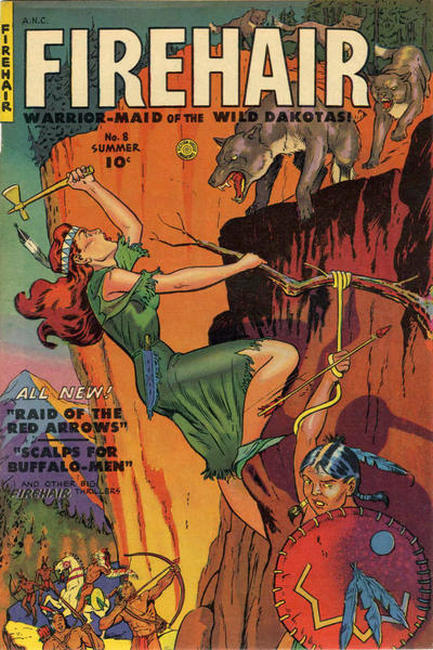 FIREHAIR
A.N.C.
FIREHAIR
WARRIOR-MAID OF THE WILD DAKOTAS!
No. 8
SUMMER
10¢
ALL NEW!
"RAID OF THE
RED ARROWS"
"SCALPS FOR
BUFFALO-MEN"
AND OTHER BIG
FIREHAIR THRILLERS